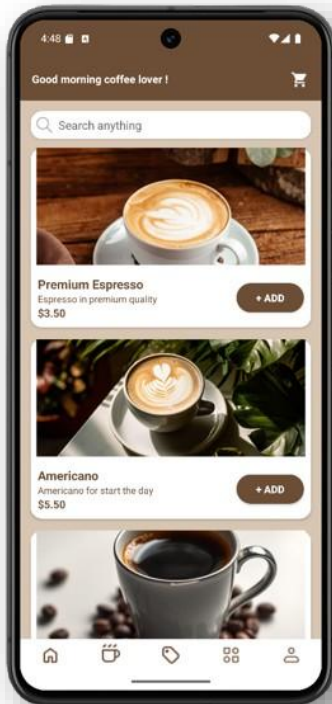 4:48
Good morning coffee lover !
Search anything
Premium Espresso
Espresso in premium quality
$3.50
+ ADD
Americano
Americano for start the day
$5.50
+ ADD